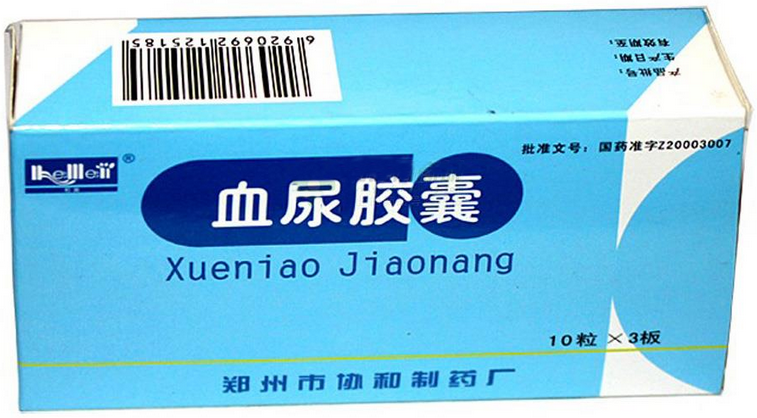 6920692125185
有效期至：
生产日期：
产品批号：
HeMei®
批准文号：国药准字Z20003007
血尿胶囊
Xueniao Jiaonang
10粒×3板
郑州市协和制药厂